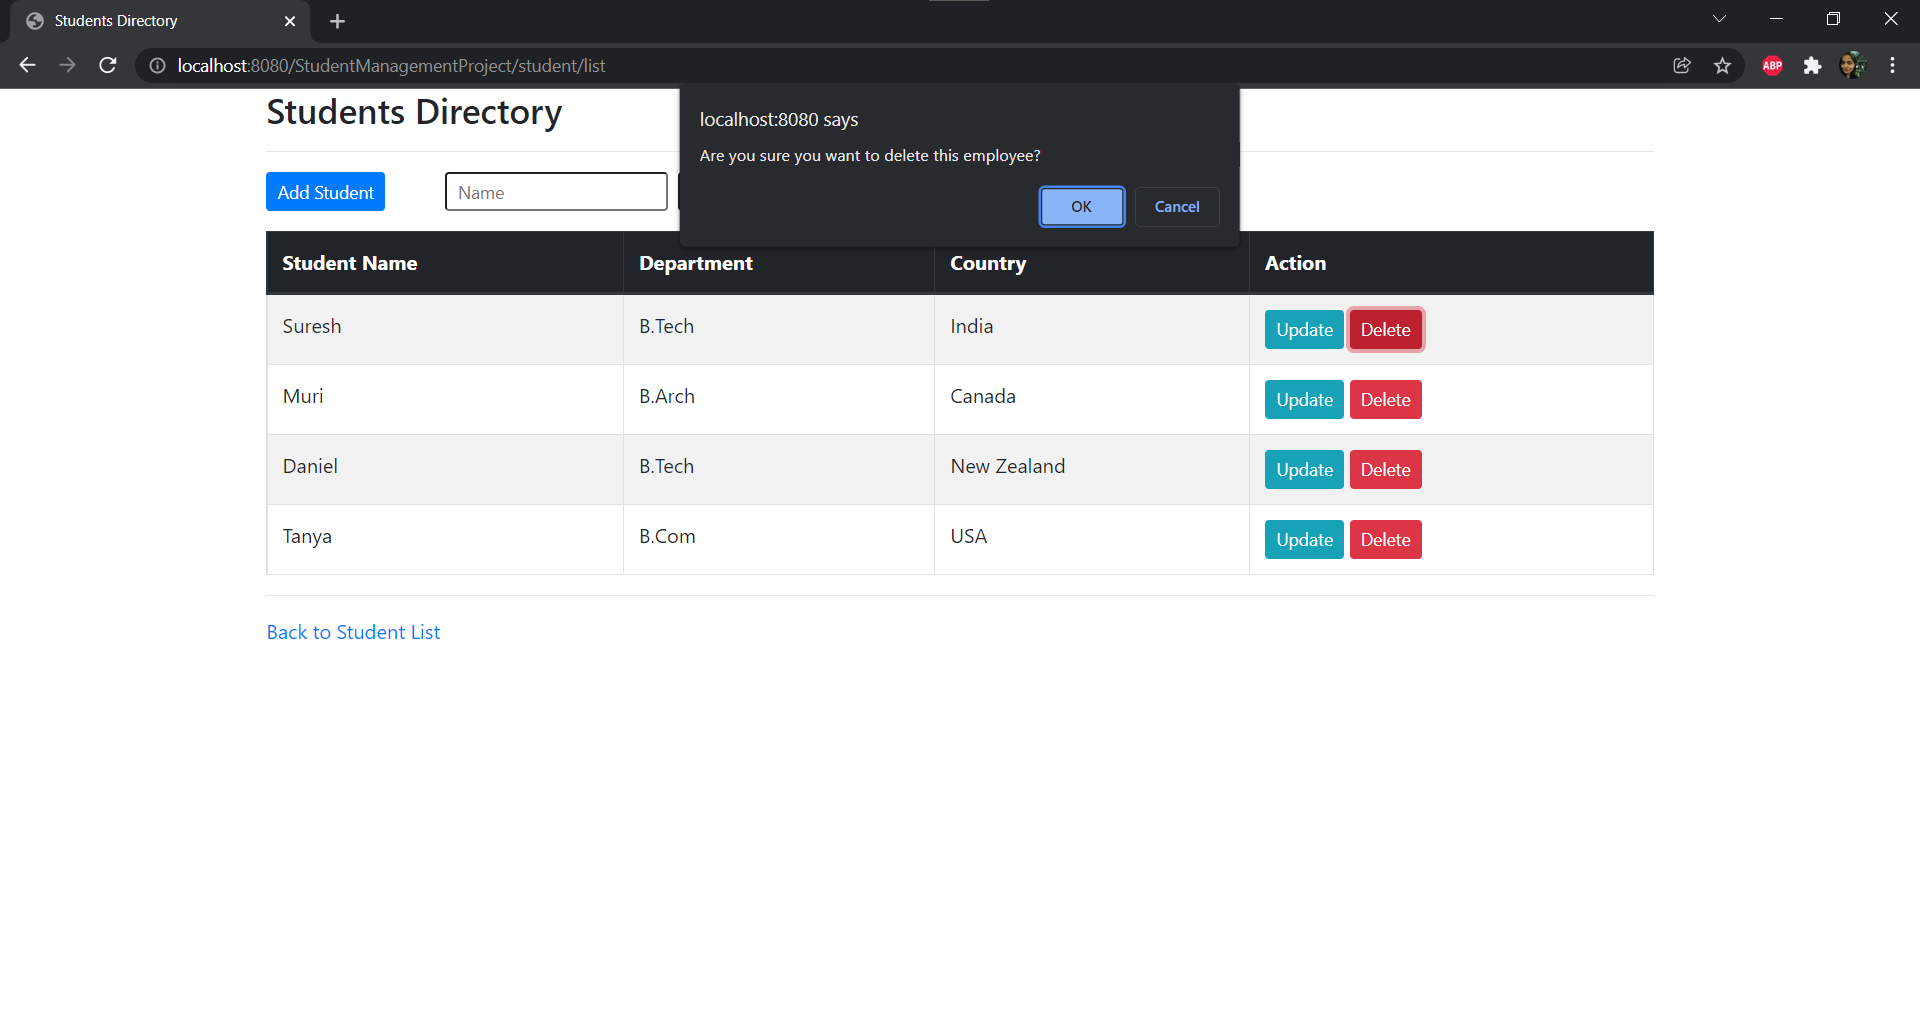 Students Directory
localhost:8080/StudentManagementProject/student/list
ABP
Students Directory
localhost:8080 says
Are you sure you want to delete this employee?
OK Cancel
Add Student Name
Student Name Department Country Action
Suresh B.Tech India Update Delete
Muri B.Arch Canada Update Delete
Daniel B.Tech New Zealand Update Delete
Tanya B.Com USA Update Delete
Back to Student List